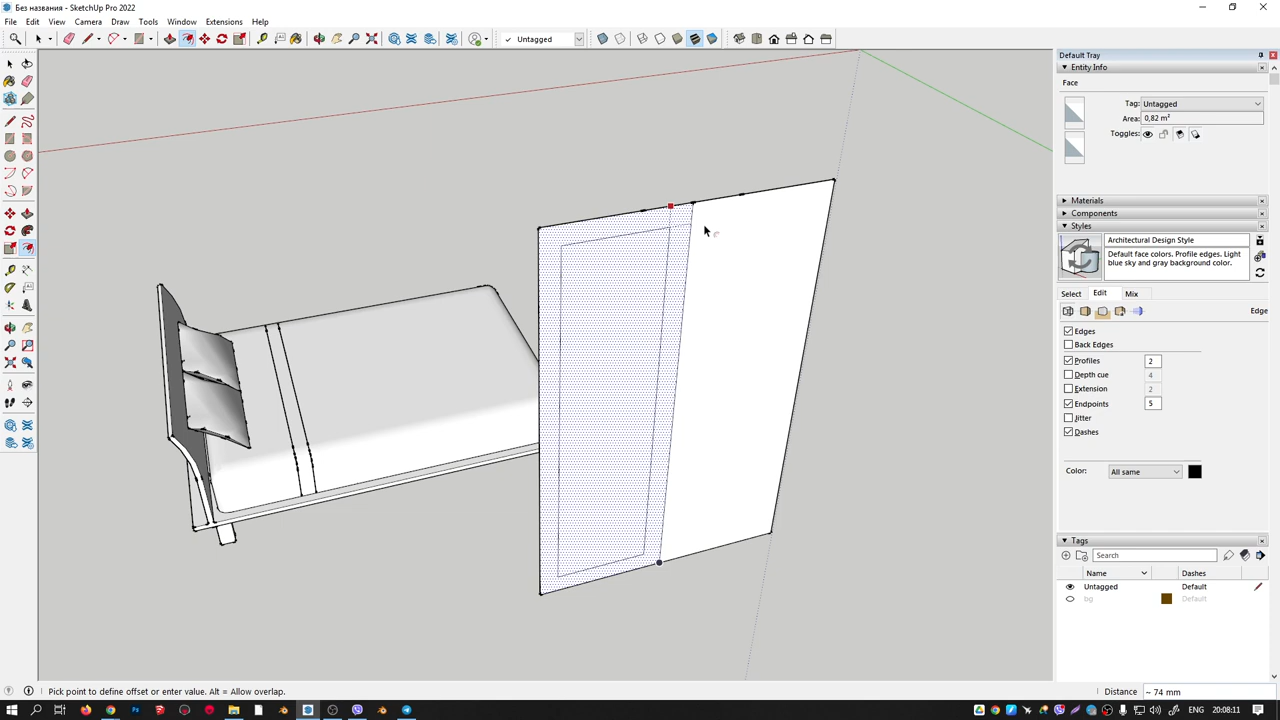 Без названия - SketchUp Pro 2022
File Edit View Camera Draw Tools Window Extensions Help
Untagged
Default Tray
Entity Info
Face
Tag: Untagged
Area: 0,82 m²
Toggles:
Materials
Components
Styles
Architectural Design Style
Default face colors. Profile edges. Light
blue sky and gray background color.
Select Edit Mix
Edge
Edges
Back Edges
Profiles 2
Depth cue 4
Extension 2
Endpoints 5
Jitter
Dashes
Color: All same
Tags
Search
Name Dashes
Untagged Default
bg Default
Pick point to define offset or enter value. Alt = Allow overlap.
Distance ~ 74 mm
ENG 20:08:11